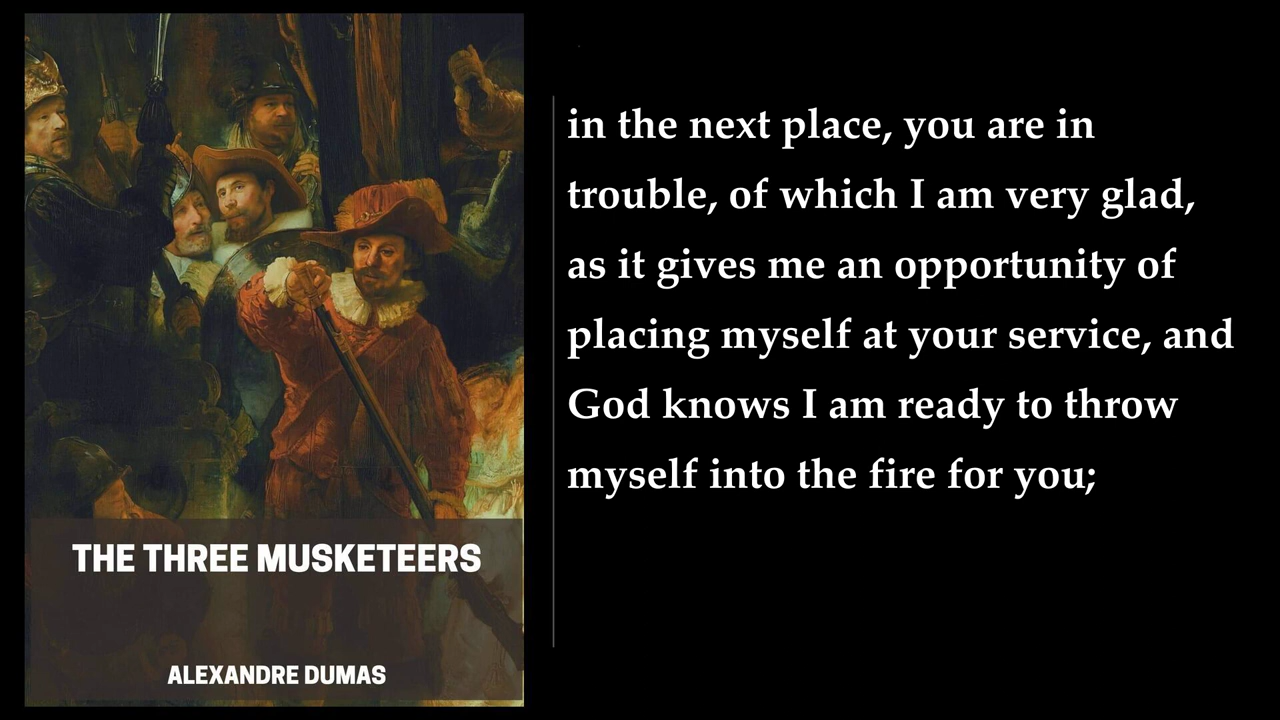 in the next place, you are in
trouble, of which I am very glad,
as it gives me an opportunity of
placing myself at your service, and
God knows I am ready to throw
myself into the fire for you;
THE THREE MUSKETEERS
ALEXANDRE DUMAS